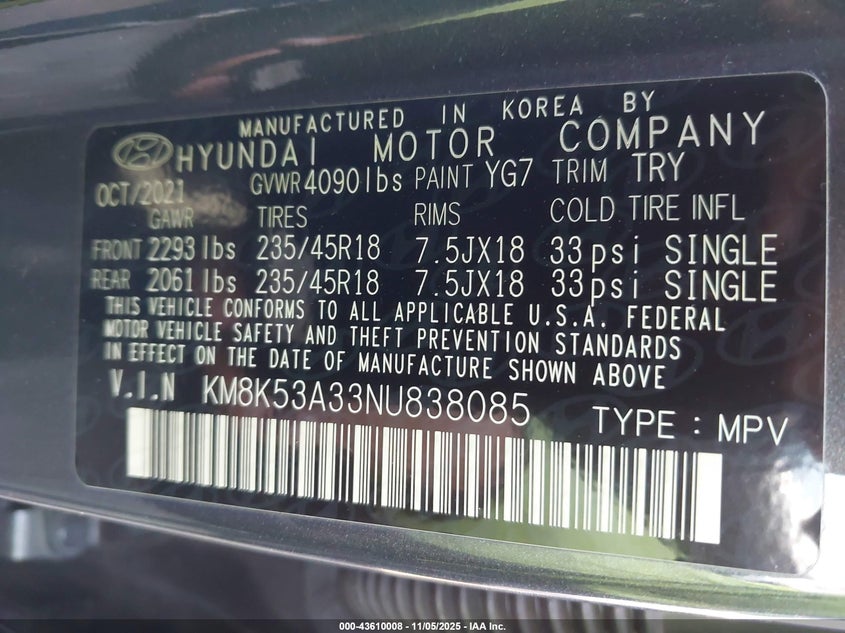 MANUFACTURED IN KOREA BY
HYUNDAI MOTOR COMPANY
OCT/2021 GVWR 4090 lbs PAINT YG7 TRIM TRY
GAWR TIRES RIMS COLD TIRE INFL
FRONT 2293 lbs 235/45R18 7.5JX18 33psi SINGLE
REAR 2061 lbs 235/45R18 7.5JX18 33psi SINGLE
THIS VEHICLE CONFORMS TO ALL APPLICABLE U.S.A. FEDERAL
MOTOR VEHICLE SAFETY AND THEFT PREVENTION STANDARDS
IN EFFECT ON THE DATE OF MANUFACTURE SHOWN ABOVE
V.I.N KM8K53A33NU838085 TYPE : MPV
000-43610008 - 11/05/2025 - IAA Inc.